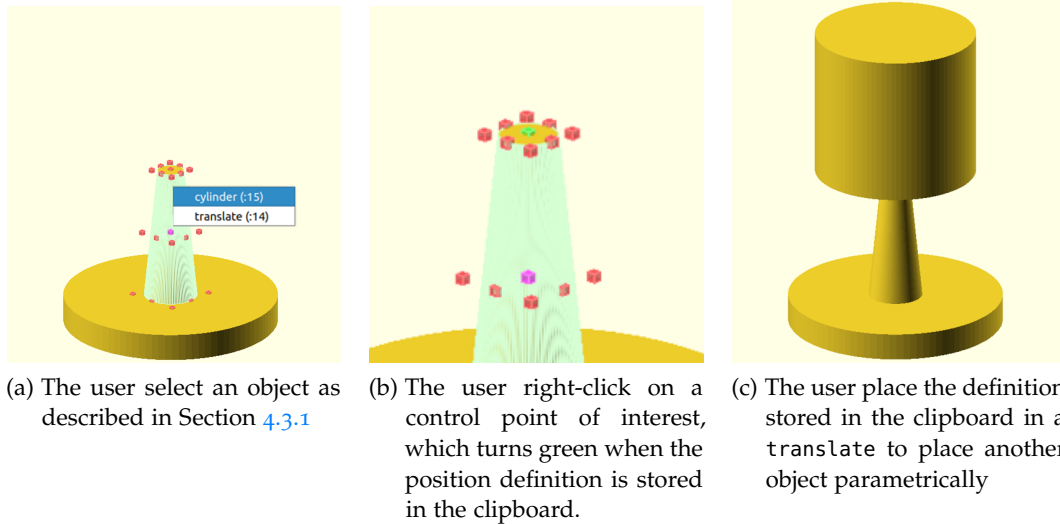 cylinder (:15)
translate (:14)
(a) The user select an object as
described in Section 4.3.1
(b) The user right-click on a
control point of interest,
which turns green when the
position definition is stored
in the clipboard.
(c) The user place the definition
stored in the clipboard in a
translate to place another
object parametrically